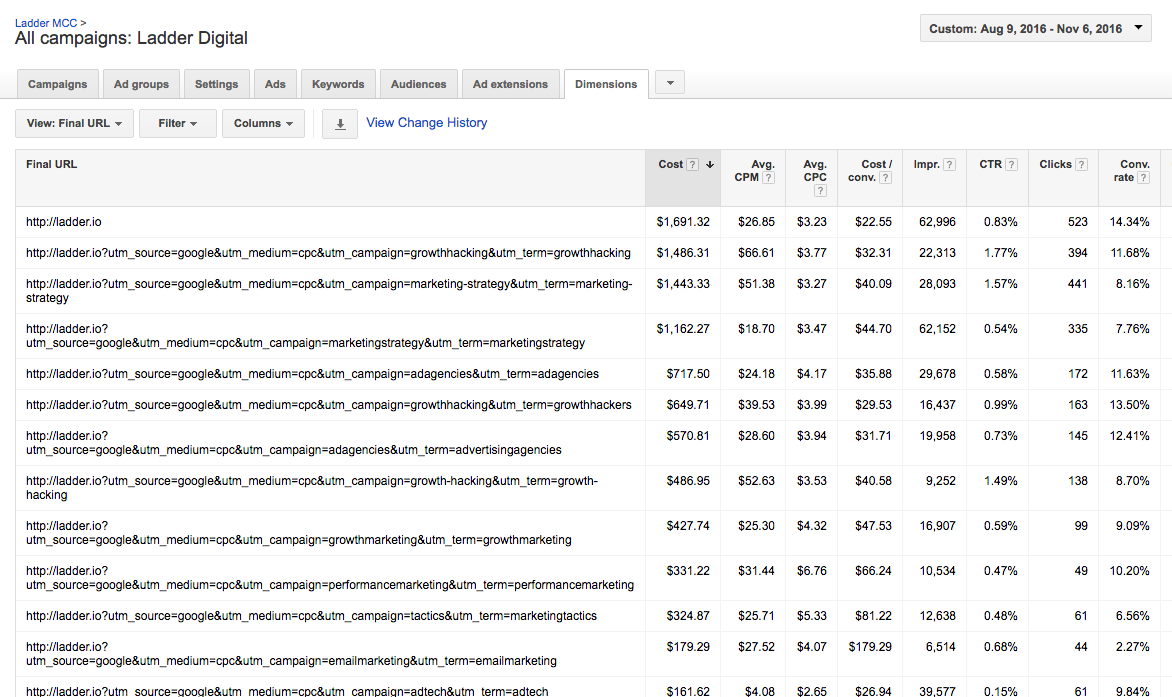 Ladder MCC >
All campaigns: Ladder Digital
Custom: Aug 9, 2016 - Nov 6, 2016
Campaigns Ad groups Settings Ads Keywords Audiences Ad extensions Dimensions
View: Final URL Filter Columns View Change History
Final URL Cost ? Avg. CPM ? Avg. CPC ? Cost / conv. ? Impr. ? CTR ? Clicks ? Conv. rate ?
http://ladder.io $1,691.32 $26.85 $3.23 $22.55 62,996 0.83% 523 14.34%
http://ladder.io?utm_source=google&utm_medium=cpc&utm_campaign=growthhacking&utm_term=growthhacking $1,486.31 $66.61 $3.77 $32.31 22,313 1.77% 394 11.68%
http://ladder.io?utm_source=google&utm_medium=cpc&utm_campaign=marketing-strategy&utm_term=marketing- $1,443.33 $51.38 $3.27 $40.09 28,093 1.57% 441 8.16%
strategy
http://ladder.io? $1,162.27 $18.70 $3.47 $44.70 62,152 0.54% 335 7.76%
utm_source=google&utm_medium=cpc&utm_campaign=marketingstrategy&utm_term=marketingstrategy
http://ladder.io?utm_source=google&utm_medium=cpc&utm_campaign=adagencies&utm_term=adagencies $717.50 $24.18 $4.17 $35.88 29,678 0.58% 172 11.63%
http://ladder.io?utm_source=google&utm_medium=cpc&utm_campaign=growthhacking&utm_term=growthhackers $649.71 $39.53 $3.99 $29.53 16,437 0.99% 163 13.50%
http://ladder.io? $570.81 $28.60 $3.94 $31.71 19,958 0.73% 145 12.41%
utm_source=google&utm_medium=cpc&utm_campaign=adagencies&utm_term=advertisingagencies
http://ladder.io?utm_source=google&utm_medium=cpc&utm_campaign=growth-hacking&utm_term=growth- $486.95 $52.63 $3.53 $40.58 9,252 1.49% 138 8.70%
hacking
http://ladder.io? $427.74 $25.30 $4.32 $47.53 16,907 0.59% 99 9.09%
utm_source=google&utm_medium=cpc&utm_campaign=growthmarketing&utm_term=growthmarketing
http://ladder.io? $331.22 $31.44 $6.76 $66.24 10,534 0.47% 49 10.20%
utm_source=google&utm_medium=cpc&utm_campaign=performancemarketing&utm_term=performancemarketing
http://ladder.io?utm_source=google&utm_medium=cpc&utm_campaign=tactics&utm_term=marketingtactics $324.87 $25.71 $5.33 $81.22 12,638 0.48% 61 6.56%
http://ladder.io? $179.29 $27.52 $4.07 $179.29 6,514 0.68% 44 2.27%
utm_source=google&utm_medium=cpc&utm_campaign=emailmarketing&utm_term=emailmarketing
http://ladder.io?utm_source=google&utm_medium=cpc&utm_campaign=adtech&utm_term=adtech $161.62 $4.08 $2.65 $26.94 39,577 0.15% 61 9.84%